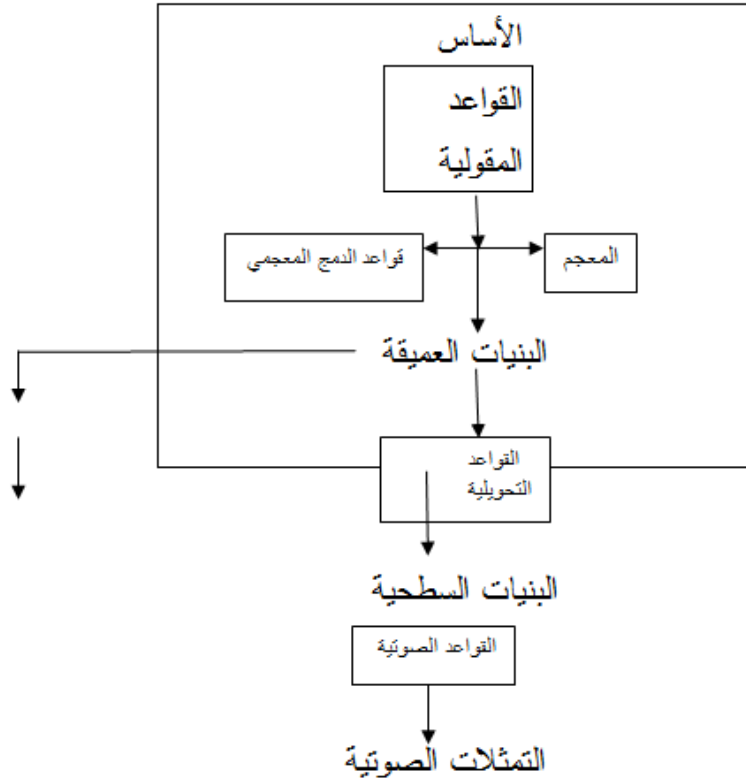 الأساس
القواعد
المقولية
المعجم
قواعد الدمج المعجمي
البنيات العميقة
القواعد
التحويلية
البنيات السطحية
القواعد الصوتية
التمثلات الصوتية